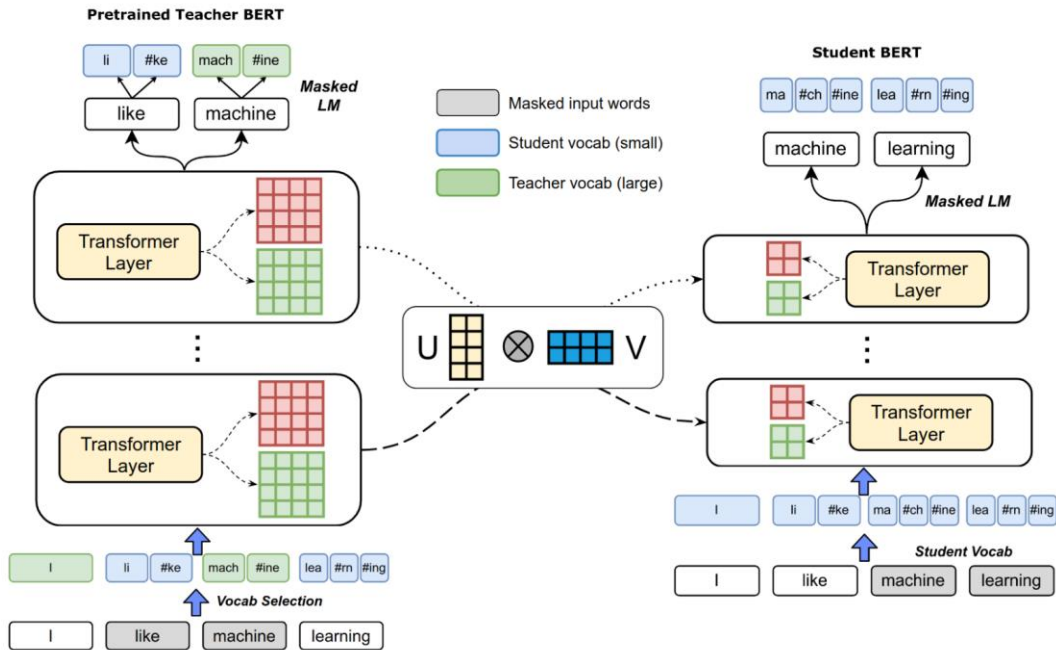 Pretrained Teacher BERT
li #ke mach #ine
Masked
LM
like machine
Transformer
Layer
Transformer
Layer
I li #ke mach #ine lea #rn #ing
Vocab Selection
I like machine learning
Masked input words
Student vocab (small)
Teacher vocab (large)
U V
Student BERT
ma #ch #ine lea #rn #ing
machine learning
Masked LM
Transformer
Layer
Transformer
Layer
I li #ke ma #ch #ine lea #rn #ing
Student Vocab
I like machine learning